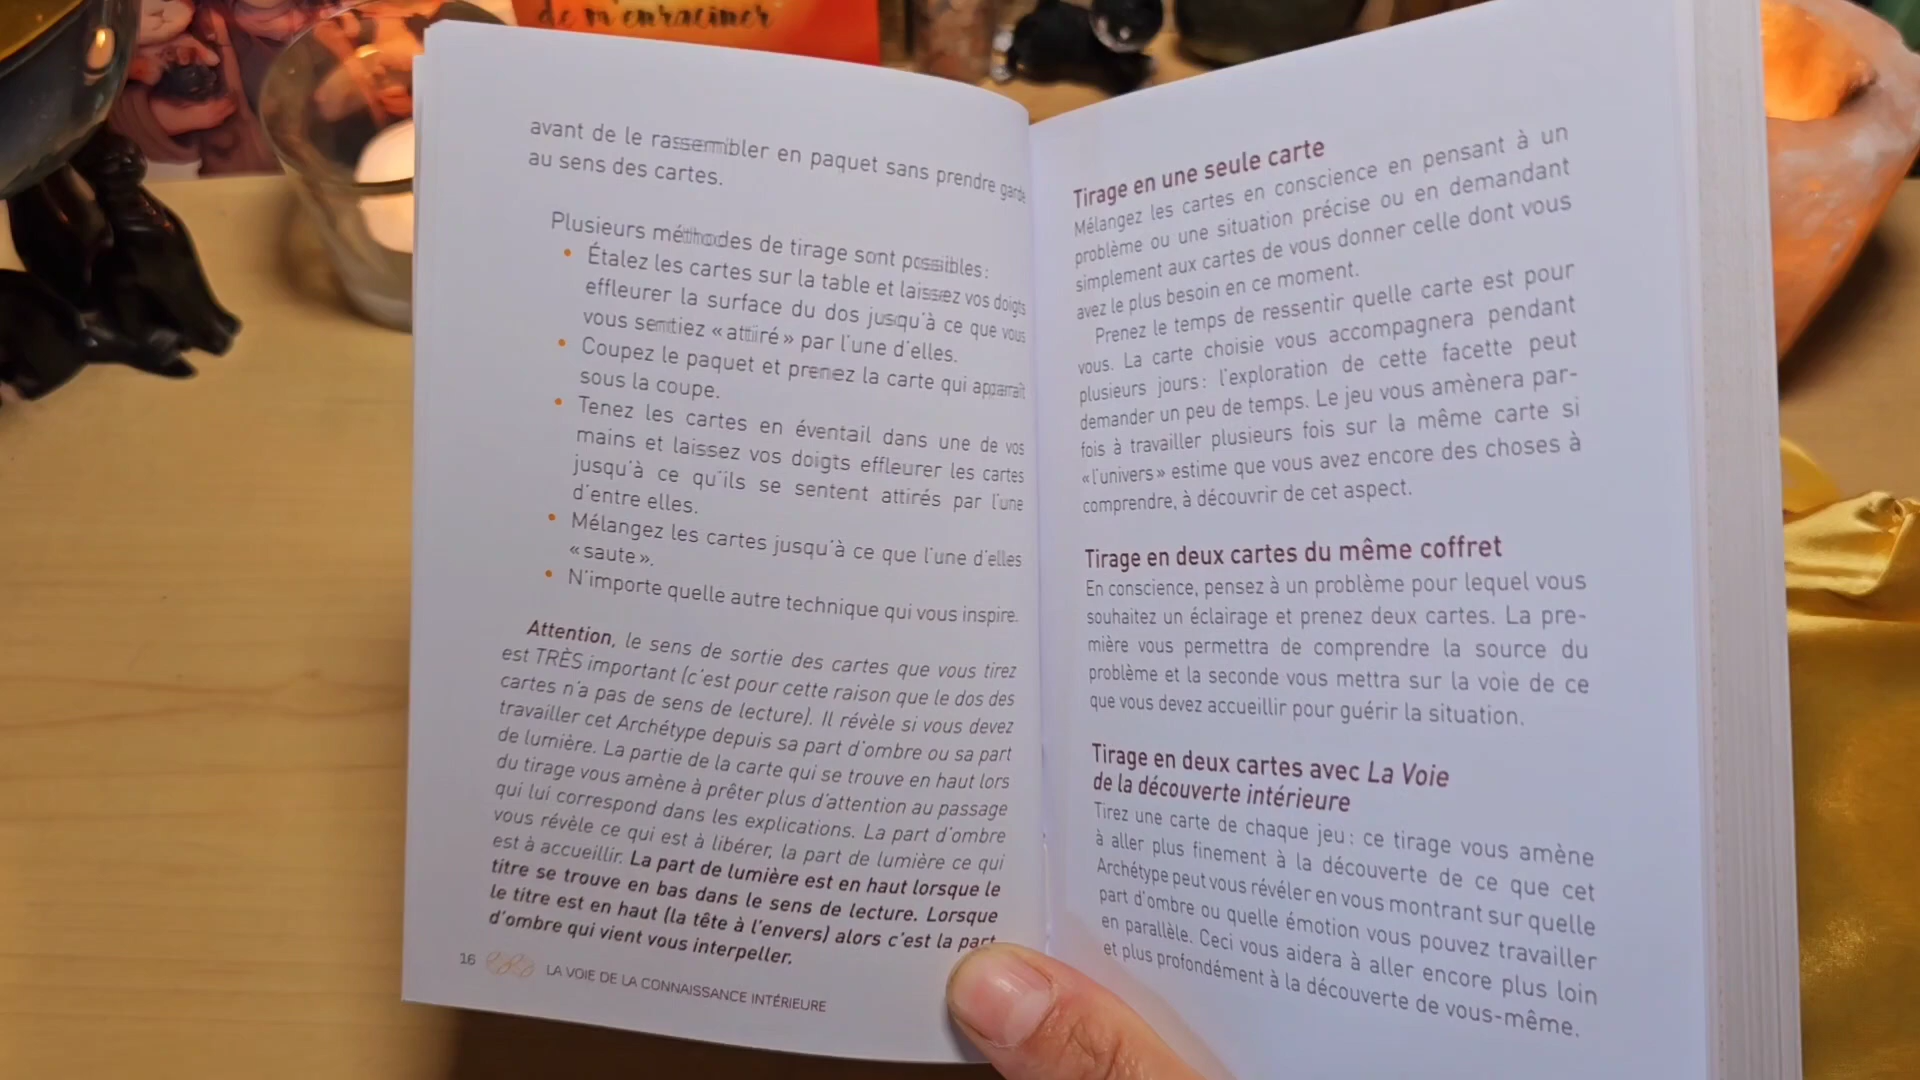 de m'enraciner
avant de le rassembler en paquet sans prendre garde
au sens des cartes.
Plusieurs méthodes de tirage sont possibles :
• Étalez les cartes sur la table et laissez vos doigts
effleurer la surface du dos jusqu'à ce que vous
vous sentiez « attiré » par l'une d'elles.
• Coupez le paquet et prenez la carte qui apparaît
sous la coupe.
• Tenez les cartes en éventail dans une de vos
mains et laissez vos doigts effleurer les cartes
jusqu'à ce qu'ils se sentent attirés par l'une
d'entre elles.
• Mélangez les cartes jusqu'à ce que l'une d'elles
« saute ».
• N'importe quelle autre technique qui vous inspire.
Attention, le sens de sortie des cartes que vous tirez
est TRÈS important (c'est pour cette raison que le dos des
cartes n'a pas de sens de lecture). Il révèle si vous devez
travailler cet Archétype depuis sa part d'ombre ou sa part
de lumière. La partie de la carte qui se trouve en haut lors
du tirage vous amène à prêter plus d'attention au passage
qui lui correspond dans les explications. La part d'ombre
vous révèle ce qui est à libérer, la part de lumière ce qui
est à accueillir. La part de lumière est en haut lorsque le
titre se trouve en bas dans le sens de lecture. Lorsque
le titre est en haut (la tête à l'envers) alors c'est la part
d'ombre qui vient vous interpeller.
16 LA VOIE DE LA CONNAISSANCE INTÉRIEURE
Tirage en une seule carte
Mélangez les cartes en conscience en pensant à un
problème ou une situation précise ou en demandant
simplement aux cartes de vous donner celle dont vous
avez le plus besoin en ce moment.
Prenez le temps de ressentir quelle carte est pour
vous. La carte choisie vous accompagnera pendant
plusieurs jours : l'exploration de cette facette peut
demander un peu de temps. Le jeu vous amènera par-
fois à travailler plusieurs fois sur la même carte si
« l'univers » estime que vous avez encore des choses à
comprendre, à découvrir de cet aspect.
Tirage en deux cartes du même coffret
En conscience, pensez à un problème pour lequel vous
souhaitez un éclairage et prenez deux cartes. La pre-
mière vous permettra de comprendre la source du
problème et la seconde vous mettra sur la voie de ce
que vous devez accueillir pour guérir la situation.
Tirage en deux cartes avec La Voie
de la découverte intérieure
Tirez une carte de chaque jeu : ce tirage vous amène
à aller plus finement à la découverte de ce que cet
Archétype peut vous révéler en vous montrant sur quelle
part d'ombre ou quelle émotion vous pouvez travailler
en parallèle. Ceci vous aidera à aller encore plus loin
et plus profondément à la découverte de vous-même.